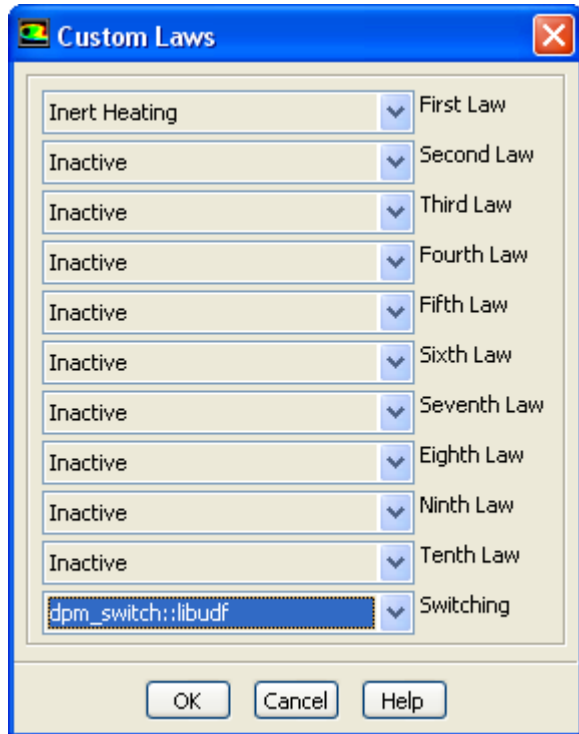 Custom Laws
Inert Heating First Law
Inactive Second Law
Inactive Third Law
Inactive Fourth Law
Inactive Fifth Law
Inactive Sixth Law
Inactive Seventh Law
Inactive Eighth Law
Inactive Ninth Law
Inactive Tenth Law
dpm_switch::libudf Switching
OK Cancel Help